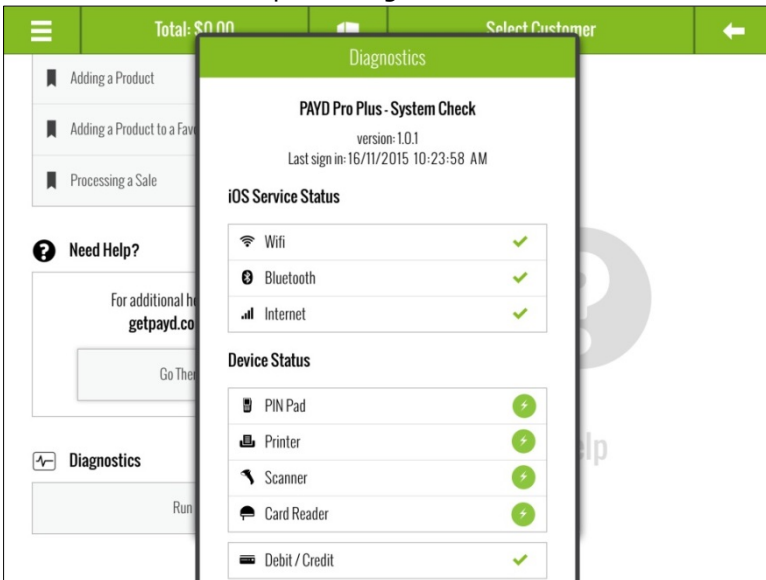 Total: $0.00
Select Customer
Adding a Product
Adding a Product to a Fav
Processing a Sale
Need Help?
For additional h
getpayd.co
Go The
Diagnostics
Run
Diagnostics
PAYD Pro Plus - System Check
version: 1.0.1
Last sign in: 16/11/2015 10:23:58 AM
iOS Service Status
Wifi
Bluetooth
Internet
Device Status
PIN Pad
Printer
Scanner
Card Reader
Debit / Credit
elp